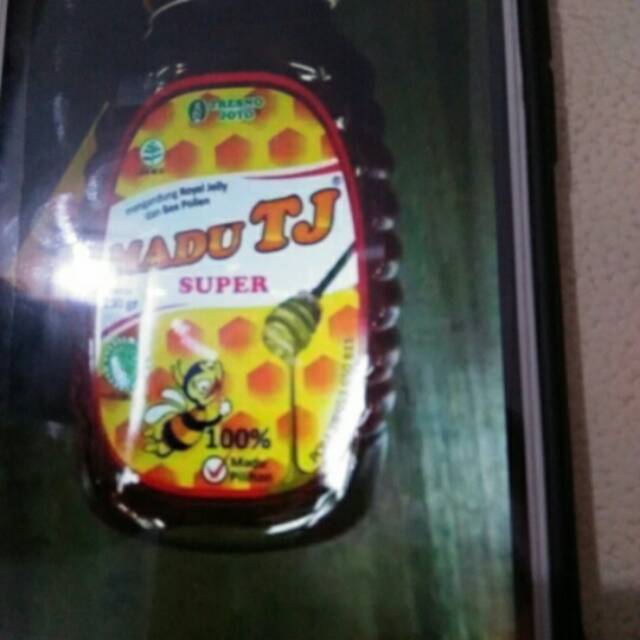 TRESNO
JOYO
mengandung Royal Jelly
dan Bee Pollen
MADU TJ®
SUPER
100%
Madu
Pilihan